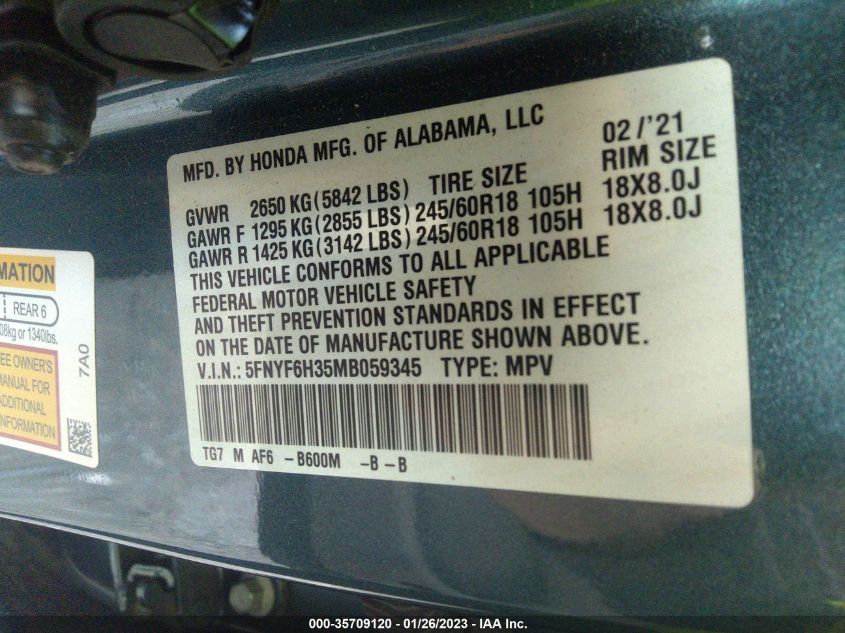 MFD. BY HONDA MFG. OF ALABAMA, LLC 02/'21
GVWR 2650 KG (5842 LBS) TIRE SIZE RIM SIZE
GAWR F 1295 KG (2855 LBS) 245/60R18 105H 18X8.0J
GAWR R 1425 KG (3142 LBS) 245/60R18 105H 18X8.0J
THIS VEHICLE CONFORMS TO ALL APPLICABLE
FEDERAL MOTOR VEHICLE SAFETY
AND THEFT PREVENTION STANDARDS IN EFFECT
ON THE DATE OF MANUFACTURE SHOWN ABOVE.
V.I.N.: 5FNYF6H35MB059345 TYPE: MPV
TG7 M AF6 -B600M -B -B
REAR 6
or 1340lbs.
OWNER'S
MANUAL FOR
7A0
000-35709120 - 01/26/2023 - IAA Inc.